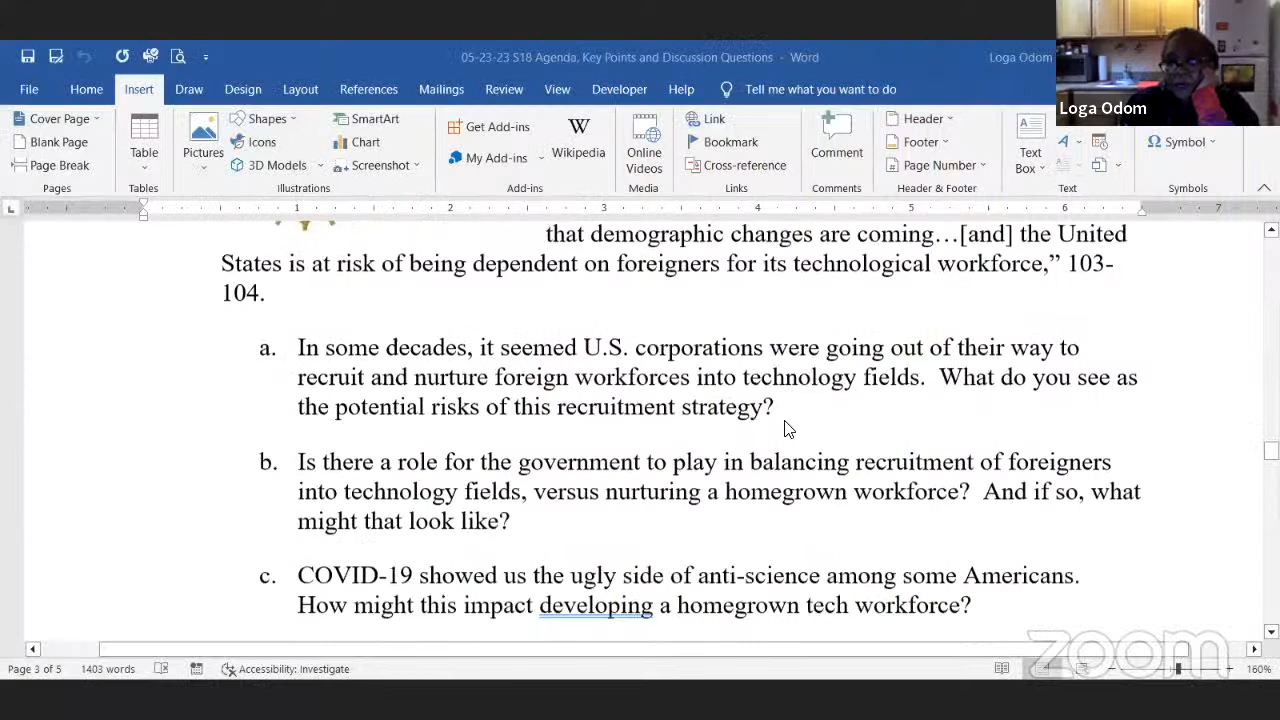 05-23-23 S18 Agenda, Key Points and Discussion Questions - Word
Loga Odom
Loga Odom
File Home Insert Draw Design Layout References Mailings Review View Developer Help Tell me what you want to do
Cover Page
Blank Page
Page Break
Pages
Table
Tables
Pictures
Shapes
Icons
3D Models
SmartArt
Chart
Screenshot
Illustrations
Get Add-ins
My Add-ins
W
Wikipedia
Add-ins
Online
Videos
Media
Link
Bookmark
Cross-reference
Links
Comment
Comments
Header
Footer
Page Number
Header & Footer
Text
Box
A
Text
Ω Symbol
Symbols
1 2 3 4 5 6 7
that demographic changes are coming…[and] the United
States is at risk of being dependent on foreigners for its technological workforce,” 103-
104.
a. In some decades, it seemed U.S. corporations were going out of their way to
recruit and nurture foreign workforces into technology fields. What do you see as
the potential risks of this recruitment strategy?
b. Is there a role for the government to play in balancing recruitment of foreigners
into technology fields, versus nurturing a homegrown workforce? And if so, what
might that look like?
c. COVID-19 showed us the ugly side of anti-science among some Americans.
How might this impact developing a homegrown tech workforce?
zoom
Page 3 of 5 1403 words Accessibility: Investigate 160%